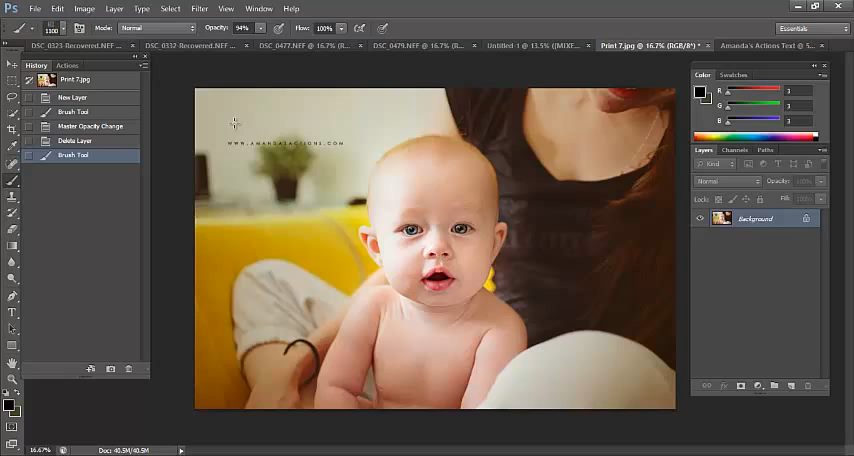 Ps File Edit Image Layer Type Select Filter View Window Help
1100 Mode: Normal Opacity: 94% Flow: 100% Essentials
DSC_0323-Recovered.NEF ... DSC_0332-Recovered.NEF ... DSC_0477.NEF @ 16.7% (R... × DSC_0479.NEF @ 16.7% (RGB... × Untitled-1 @ 13.5% ([MIXE... × Print 7.jpg @ 16.7% (RGB/8*) * × Amanda's Actions Text @ 5... ×
History Actions
Print 7.jpg
New Layer
Brush Tool
Master Opacity Change
Delete Layer
Brush Tool
WWW.AMANDASACTIONS.COM
Color Swatches
R 3
G 3
B 3
Layers Channels Paths
Kind
Normal Opacity: 100%
Lock: Fill: 100%
Background
16.67% Doc: 40.5M/40.5M